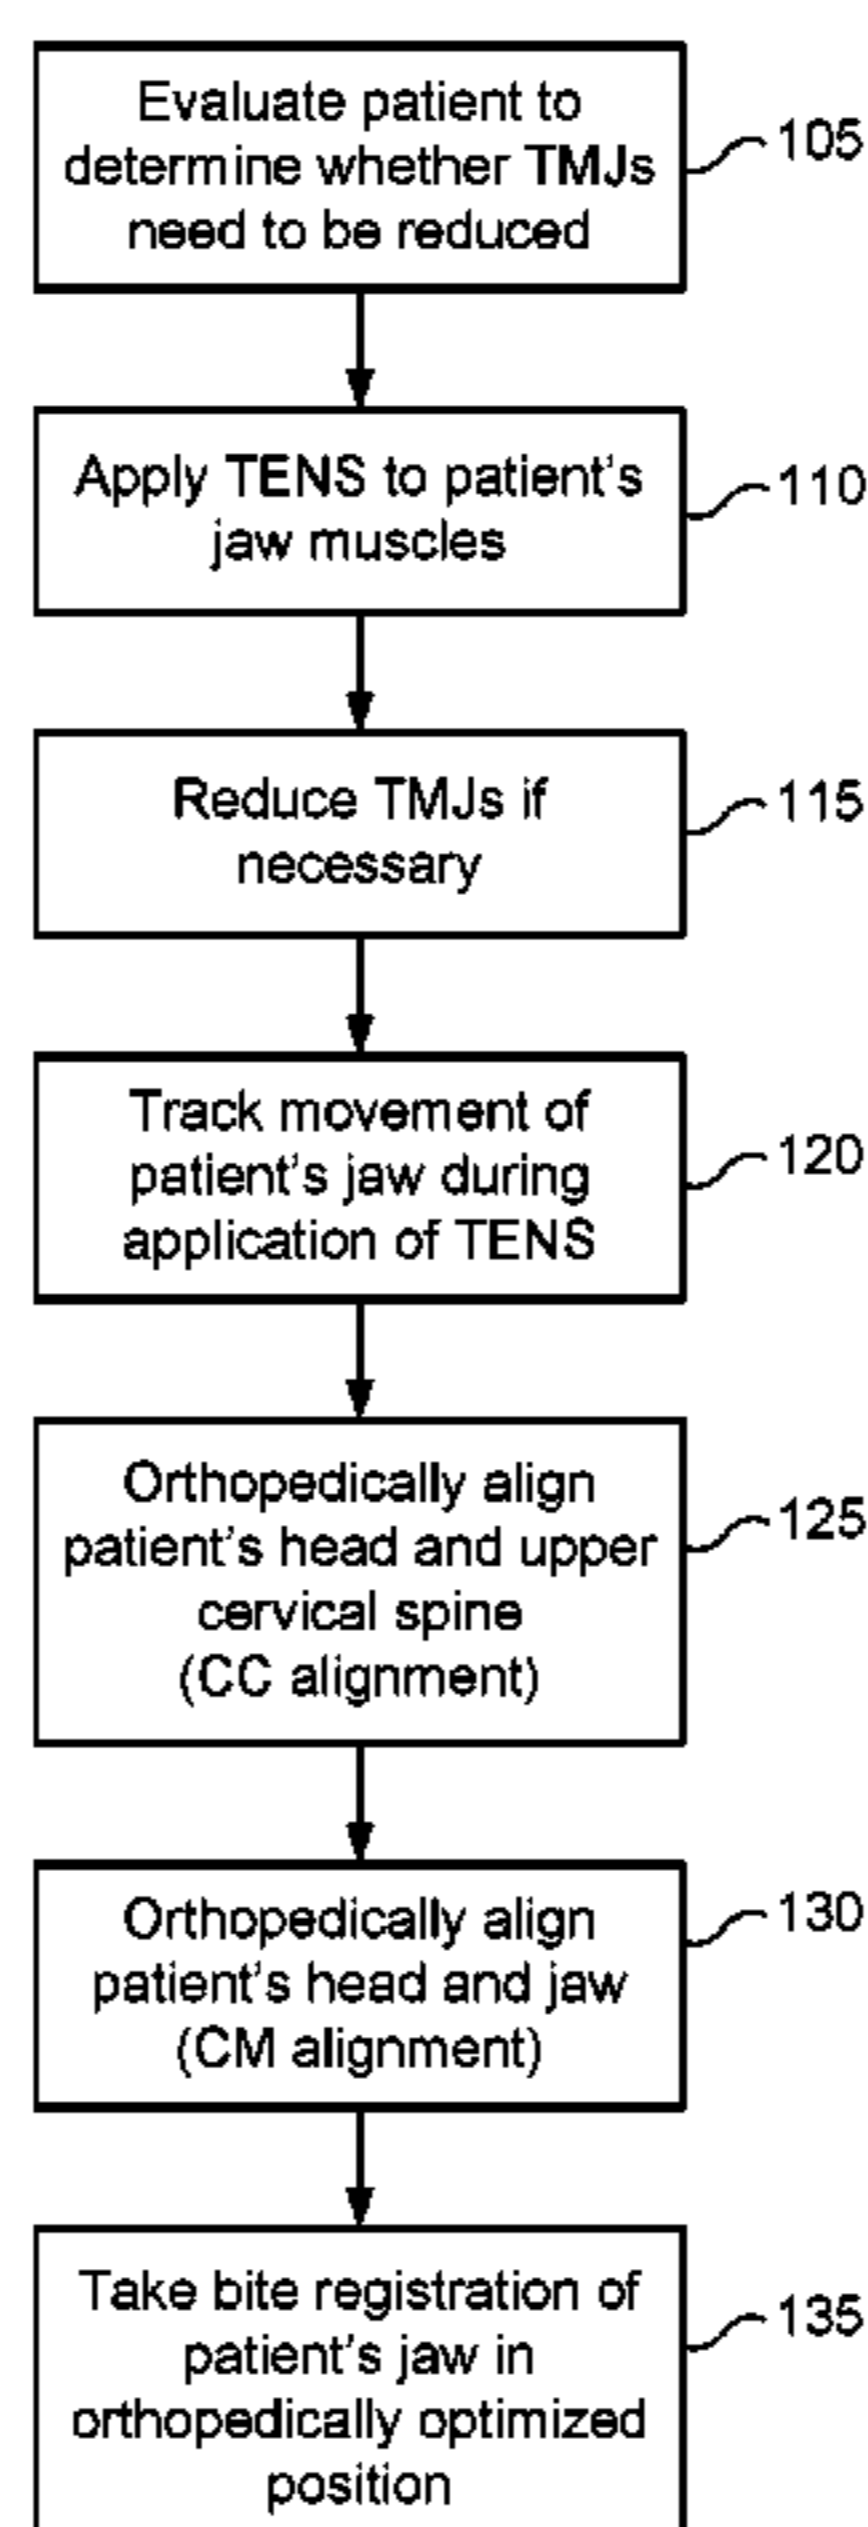 Evaluate patient to
determine whether TMJs
need to be reduced
105
Apply TENS to patient's
jaw muscles
110
Reduce TMJs if
necessary
115
Track movement of
patient's jaw during
application of TENS
120
Orthopedically align
patient's head and upper
cervical spine
(CC alignment)
125
Orthopedically align
patient's head and jaw
(CM alignment)
130
Take bite registration of
patient's jaw in
orthopedically optimized
position
135